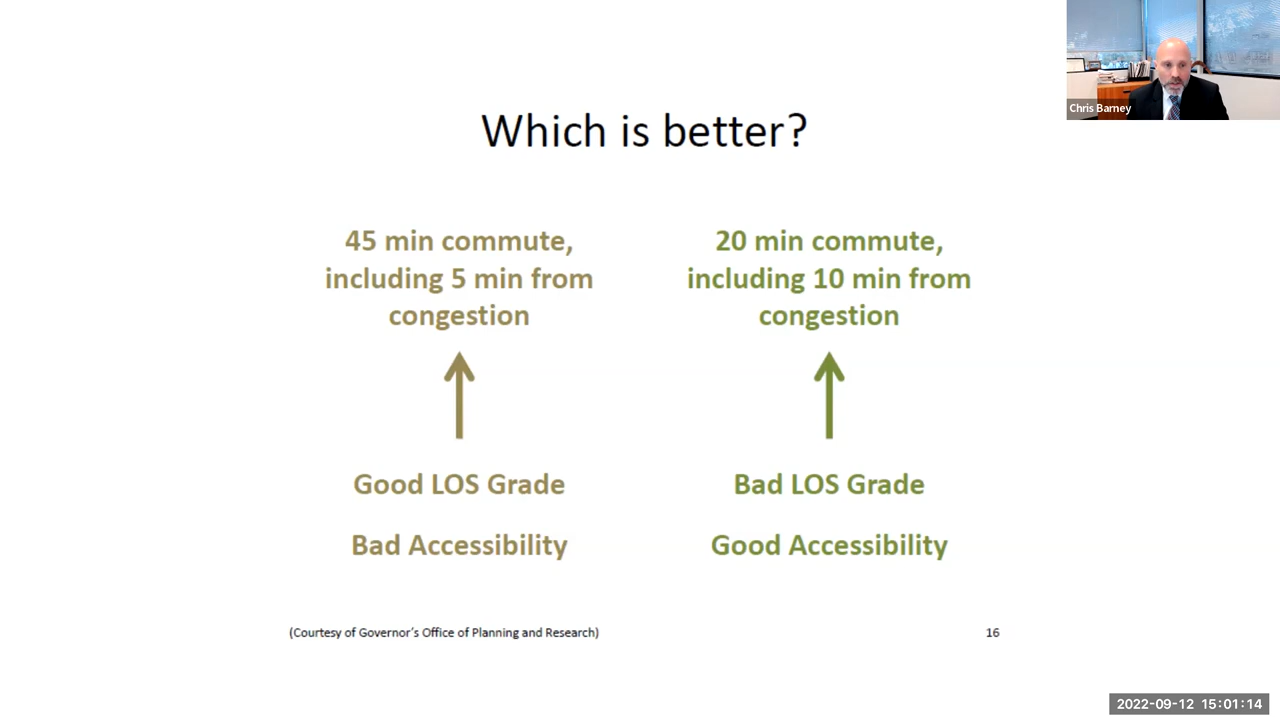 Chris Barney
Which is better?
45 min commute,
including 5 min from
congestion
20 min commute,
including 10 min from
congestion
Good LOS Grade
Bad Accessibility
Bad LOS Grade
Good Accessibility
(Courtesy of Governor's Office of Planning and Research)
16
2022-09-12 15:01:14